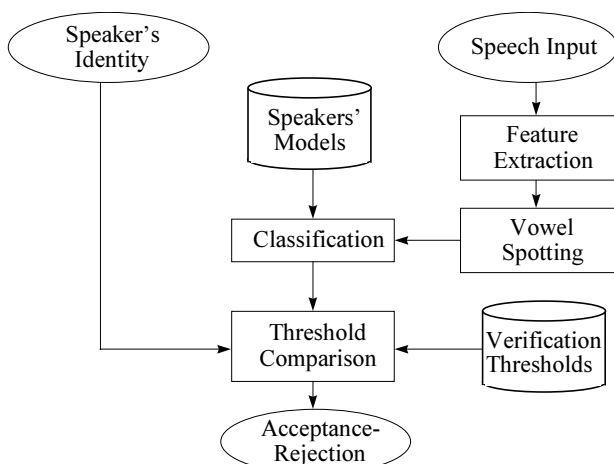 Speaker’s
Identity
Speech Input
Speakers’
Models
Feature
Extraction
Classification
Vowel
Spotting
Threshold
Comparison
Verification
Thresholds
Acceptance-
Rejection